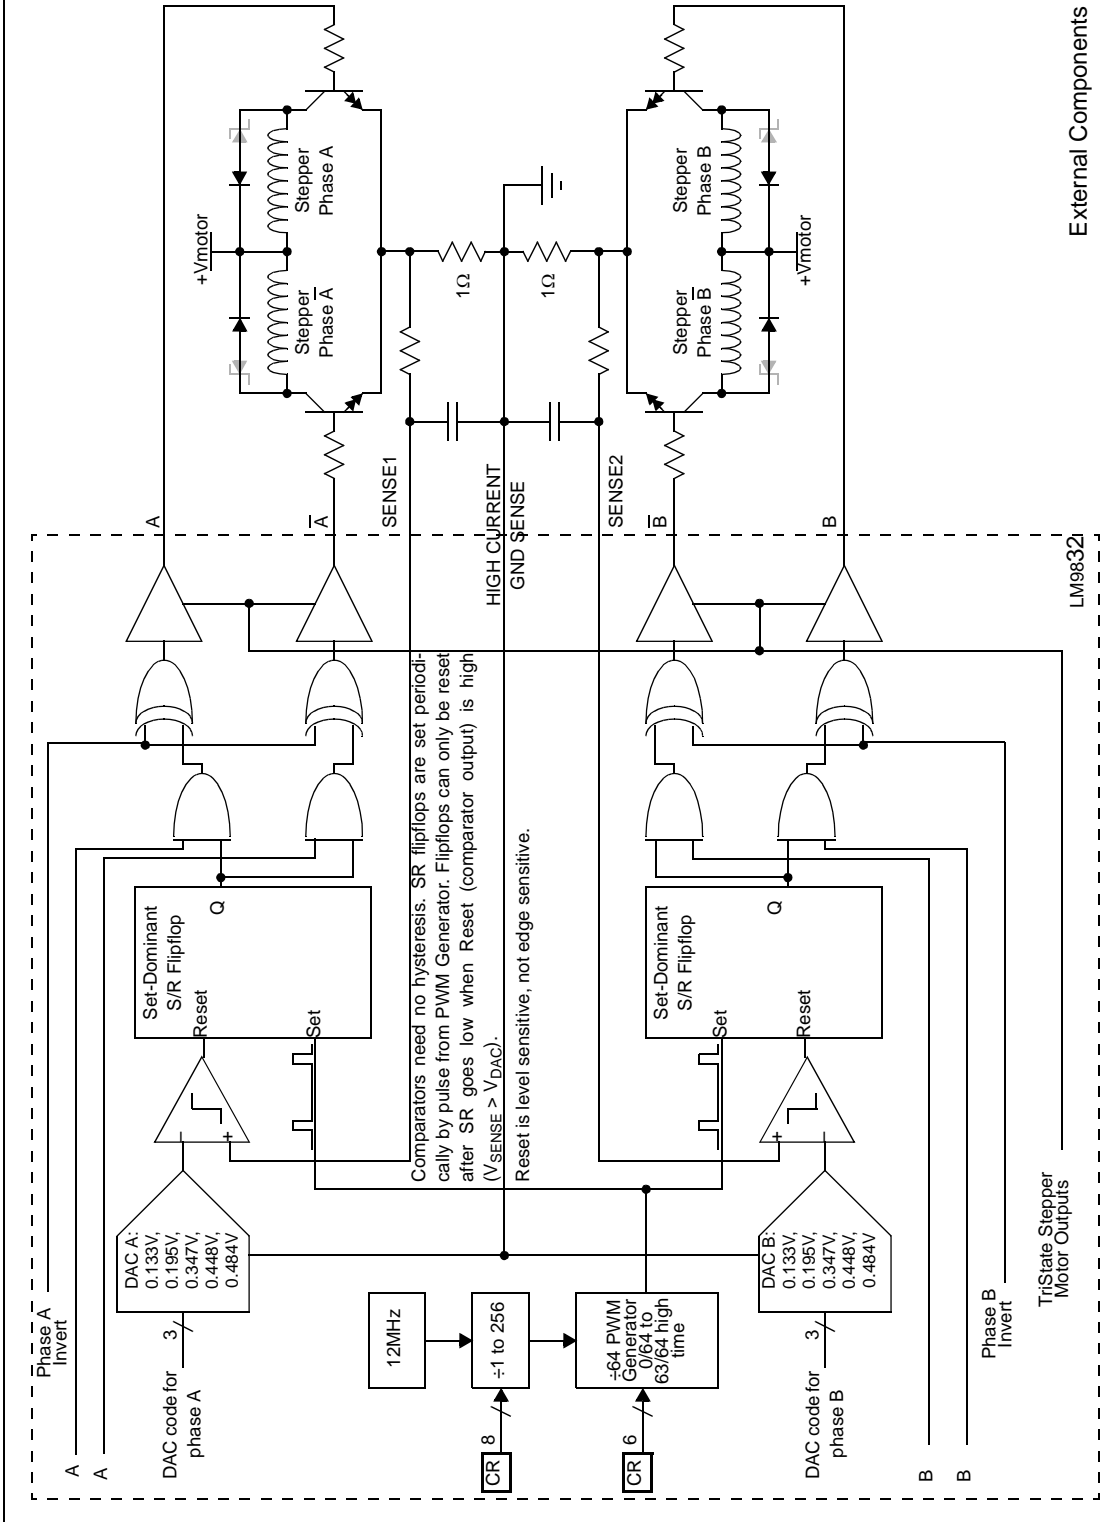 External Components
LM9832
+Vmotor
Stepper
Phase A
Stepper
Phase A
1Ω
1Ω
Stepper
Phase B
Stepper
Phase B
+Vmotor
A
A
SENSE1
HIGH CURRENT
GND SENSE
SENSE2
B
B
Comparators need no hysteresis. SR flipflops are set periodi-
cally by pulse from PWM Generator. Flipflops can only be reset
after SR goes low when Reset (comparator output) is high
(VSENSE > VDAC).
Reset is level sensitive, not edge sensitive.
Set-Dominant
S/R Flipflop
Reset
Set
Q
Set-Dominant
S/R Flipflop
Set
Reset
Q
−
+
+
−
DAC A:
0.133V,
0.195V,
0.347V,
0.448V,
0.484V
DAC B:
0.133V,
0.195V,
0.347V,
0.448V,
0.484V
12MHz
÷1 to 256
÷64 PWM
Generator
0/64 to
63/64 high
time
CR
8
CR
6
3
3
Phase A
Invert
A
A
DAC code for
phase A
DAC code for
phase B
B
B
Phase B
Invert
TriState Stepper
Motor Outputs